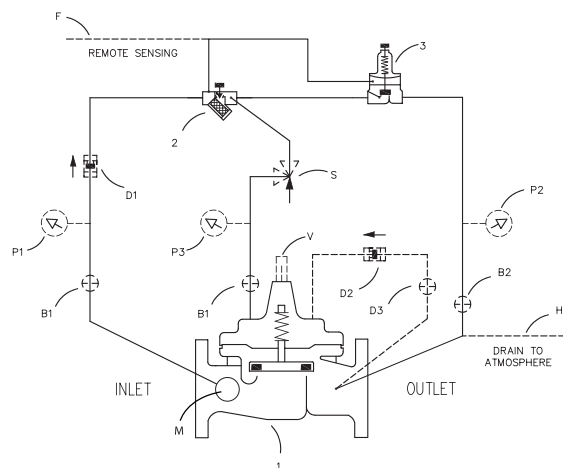 F
REMOTE SENSING
3
2
D1
S
P1
P3
P2
V
D2
B1
B1
D3
B2
H
DRAIN TO
ATMOSPHERE
INLET
OUTLET
M
1